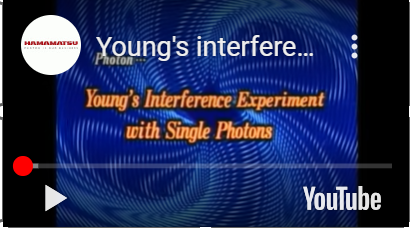 HAMAMATSU
Young's interfere...
Photon ...
Young's Interference Experiment
with Single Photons
YouTube